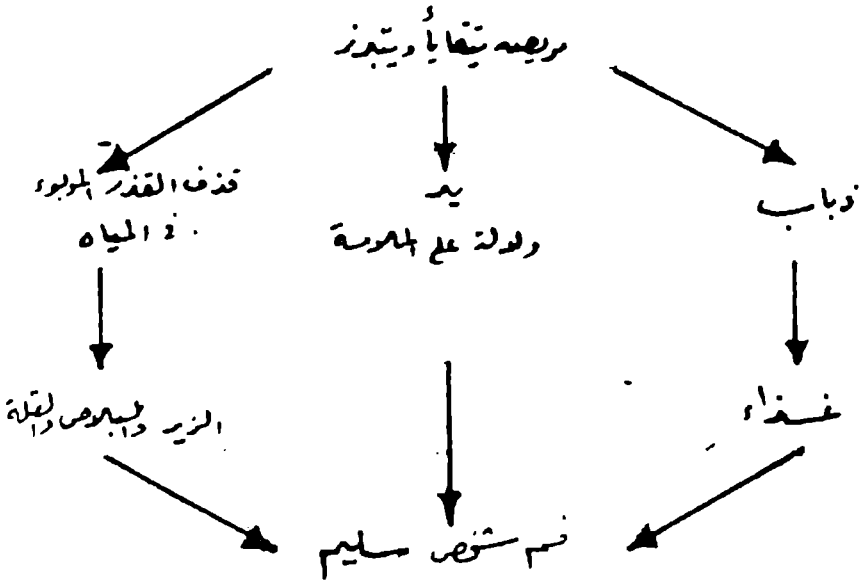 مريض يتقيأ ويتبرز
ذباب
يد
ولولة على الملامسة
قذف القذر الموبوء
في المياه
غذاء
الزير والبلاص والقلة
فم شخص سليم